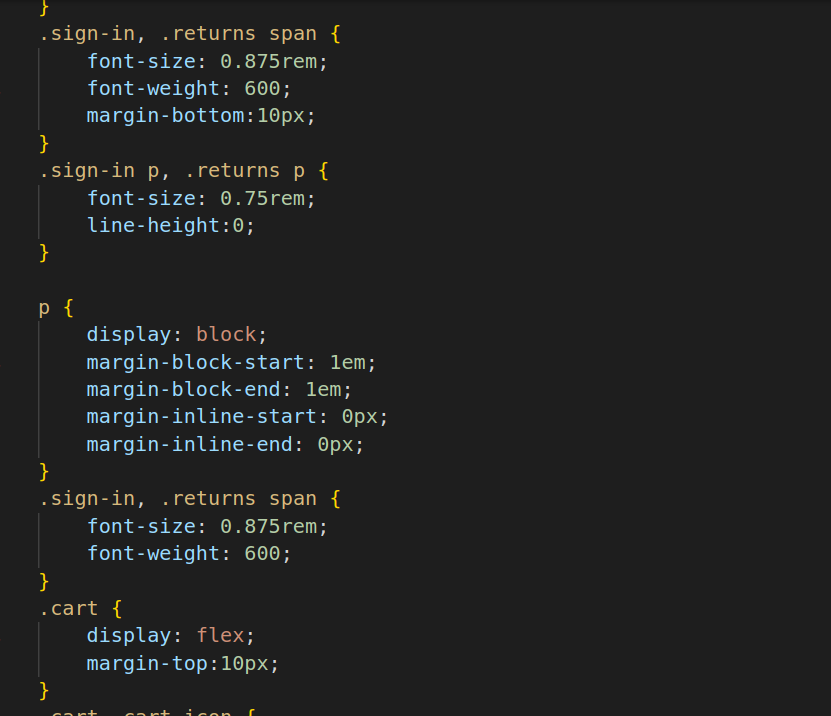 }
.sign-in, .returns span {
    font-size: 0.875rem;
    font-weight: 600;
    margin-bottom:10px;
}
.sign-in p, .returns p {
    font-size: 0.75rem;
    line-height:0;
}

p {
    display: block;
    margin-block-start: 1em;
    margin-block-end: 1em;
    margin-inline-start: 0px;
    margin-inline-end: 0px;
}
.sign-in, .returns span {
    font-size: 0.875rem;
    font-weight: 600;
}
.cart {
    display: flex;
    margin-top:10px;
}
.cart .cart-icon {